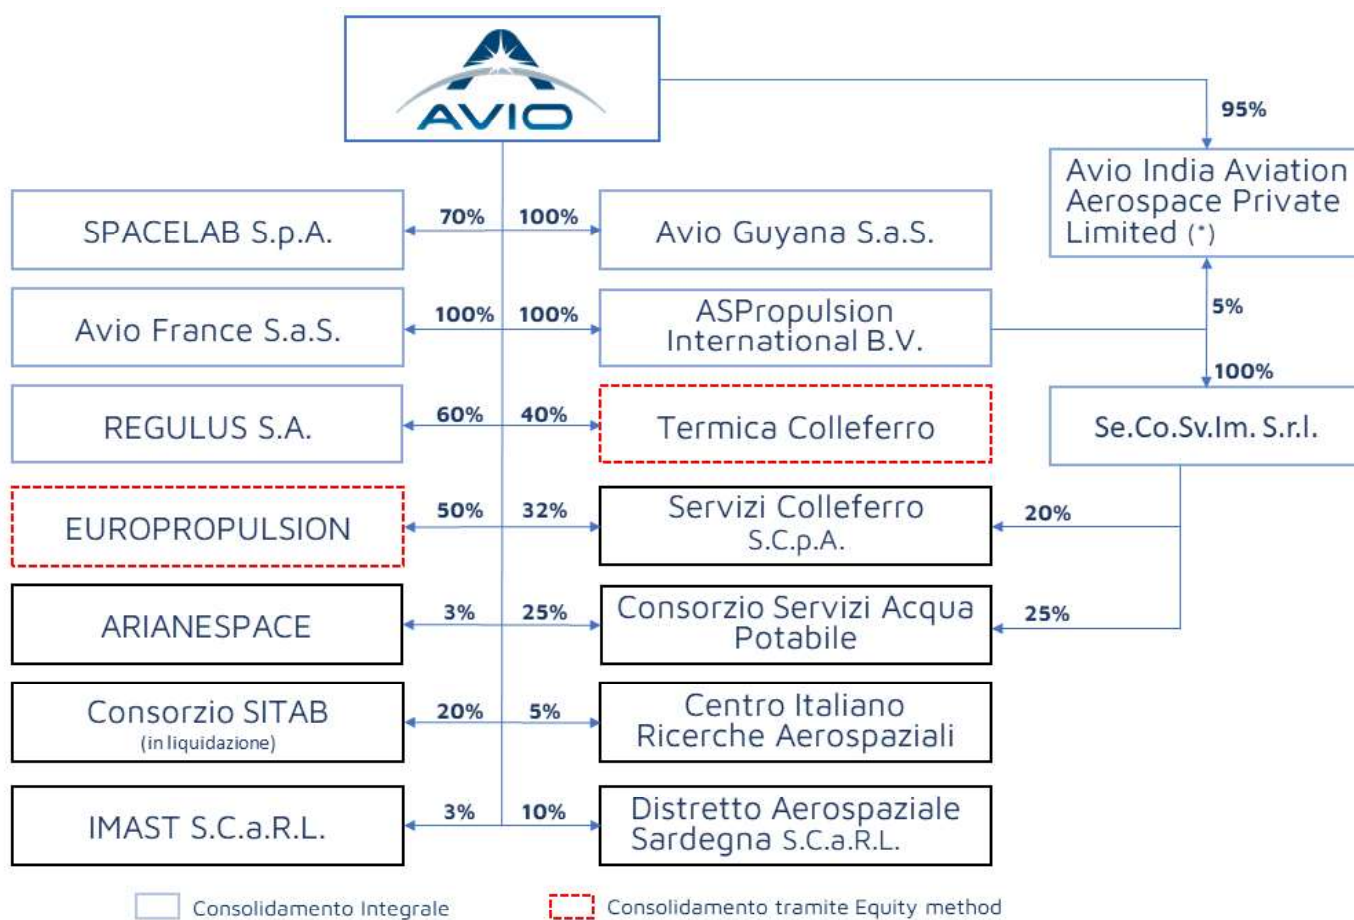 AVIO
95%
Avio India Aviation
Aerospace Private
Limited (*)
SPACELAB S.p.A.
70%
100%
Avio Guyana S.a.S.
Avio France S.a.S.
100%
100%
ASPropulsion
International B.V.
5%
100%
REGULUS S.A.
60%
40%
Termica Colleferro
Se.Co.Sv.Im. S.r.l.
EUROPROPULSION
50%
32%
Servizi Colleferro
S.C.p.A.
20%
ARIANESPACE
3%
25%
Consorzio Servizi Acqua
Potabile
25%
Consorzio SITAB
(in liquidazione)
20%
5%
Centro Italiano
Ricerche Aerospaziali
IMAST S.C.a.R.L.
3%
10%
Distretto Aerospaziale
Sardegna S.C.a.R.L.
Consolidamento Integrale
Consolidamento tramite Equity method